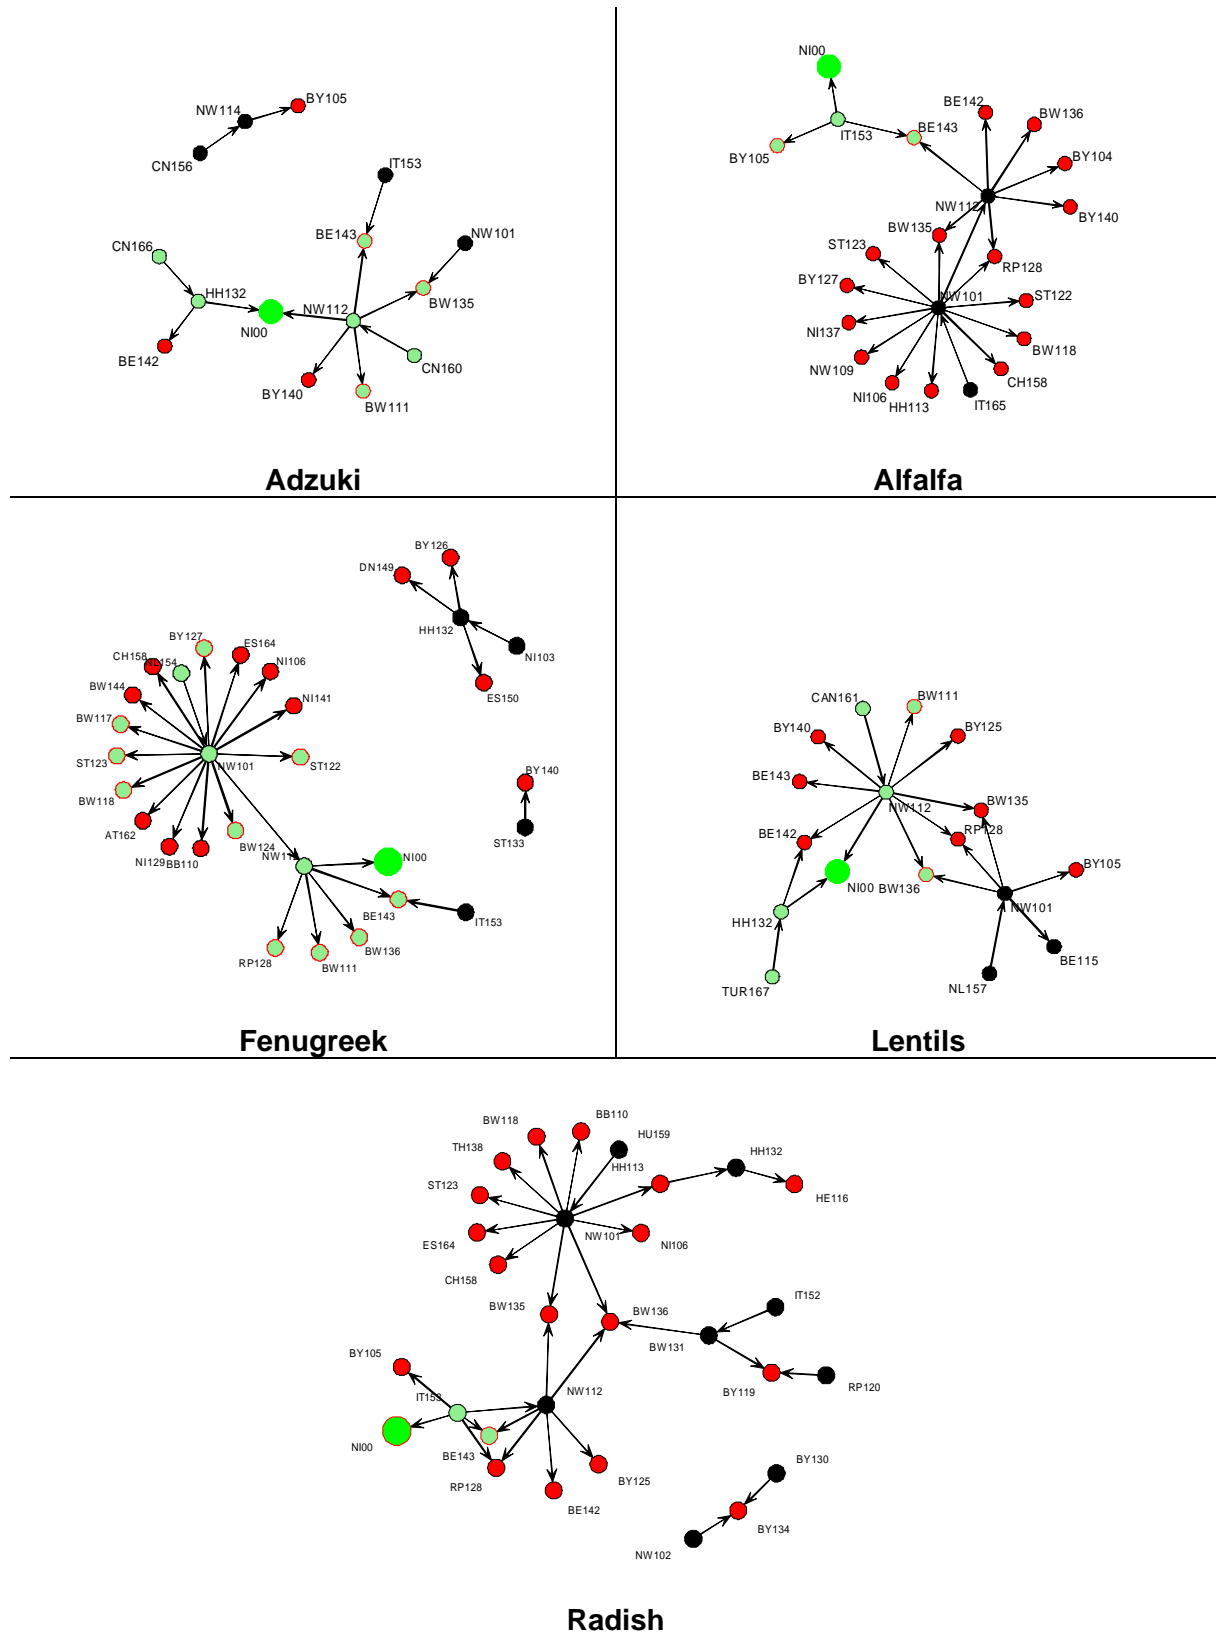 BY105
NW114
CN156
IT153
BE143
NW101
CN166
HH132
NI00
NW112
BW135
BE142
CN160
BY140
BW111
Adzuki
NI00
BE142
BW136
BE143
IT153
BY105
BY104
NW112
BY140
BW135
ST123
RP128
BY127
NW101
ST122
NI137
BW118
NW109
CH158
NI106
HH113
IT165
Alfalfa
BY126
DN149
HH132
NI103
ES150
BY127
ES164
CH158
NL154
NI106
BW144
NI141
BW117
ST123
NW101
ST122
BW118
BY140
AT162
BW124
ST133
NI129
BB110
NI00
BE143
IT153
RP128
BW111
BW136
Fenugreek
CAN161
BW111
BY140
BY125
BE143
NW112
BW135
BE142
RP128
NI00
BW136
BY105
HH132
NW101
BE115
TUR167
NL157
Lentils
BW118
BB110
HU159
TH138
HH113
HH132
ST123
HE116
ES164
NW101
NI106
CH158
BW135
BW136
IT152
BW131
BY105
BY119
RP120
IT153
NW112
NI00
BE143
RP128
BY125
BE142
BY130
BY134
NW102
Radish